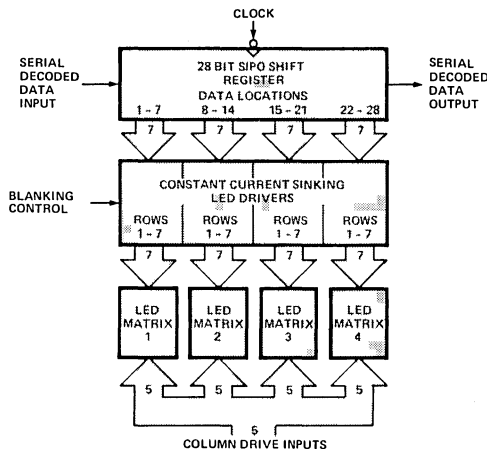 CLOCK
SERIAL
DECODED
DATA
INPUT
28 BIT SIPO SHIFT
REGISTER
DATA LOCATIONS
1 - 7 8 - 14 15 - 21 22 - 28
SERIAL
DECODED
DATA
OUTPUT
7 7 7 7
BLANKING
CONTROL
CONSTANT CURRENT SINKING
LED DRIVERS
ROWS ROWS ROWS ROWS
1 - 7 1 - 7 1 - 7 1 - 7
7 7 7 7
LED
MATRIX
1
LED
MATRIX
2
LED
MATRIX
3
LED
MATRIX
4
5 5 5 5
5
COLUMN DRIVE INPUTS